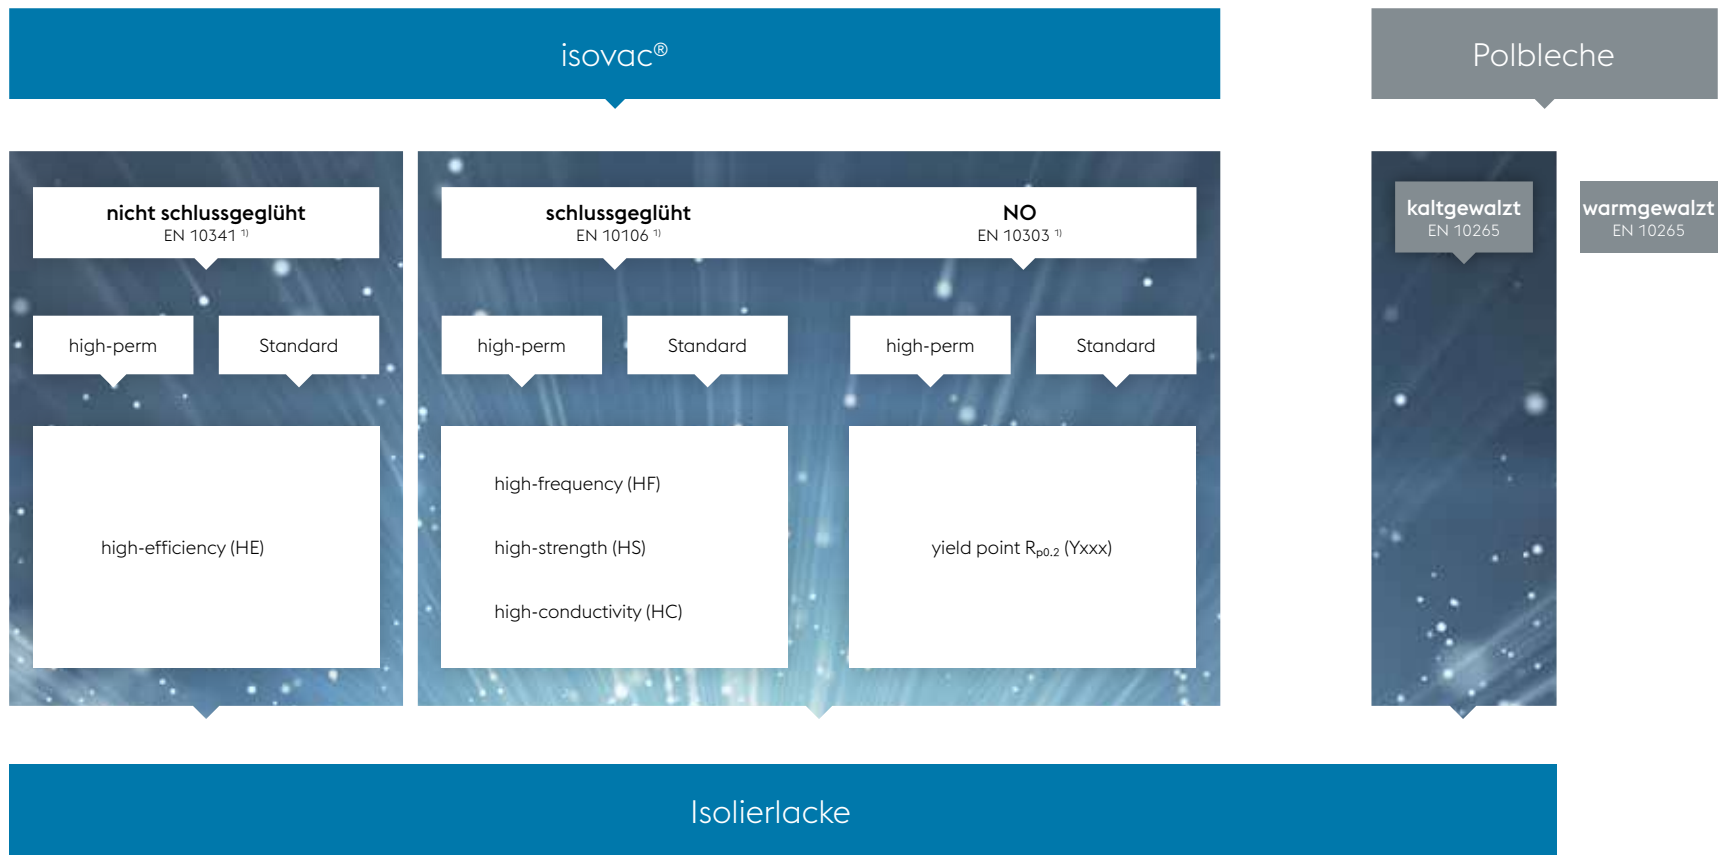 isovac®
Polbleche
nicht schlussgeglüht
EN 10341 ¹⁾
schlussgeglüht
EN 10106 ¹⁾
NO
EN 10303 ¹⁾
kaltgewalzt
EN 10265
warmgewalzt
EN 10265
high-perm
Standard
high-perm
Standard
high-perm
Standard
high-efficiency (HE)
high-frequency (HF)
high-strength (HS)
high-conductivity (HC)
yield point Rp0.2 (Yxxx)
Isolierlacke